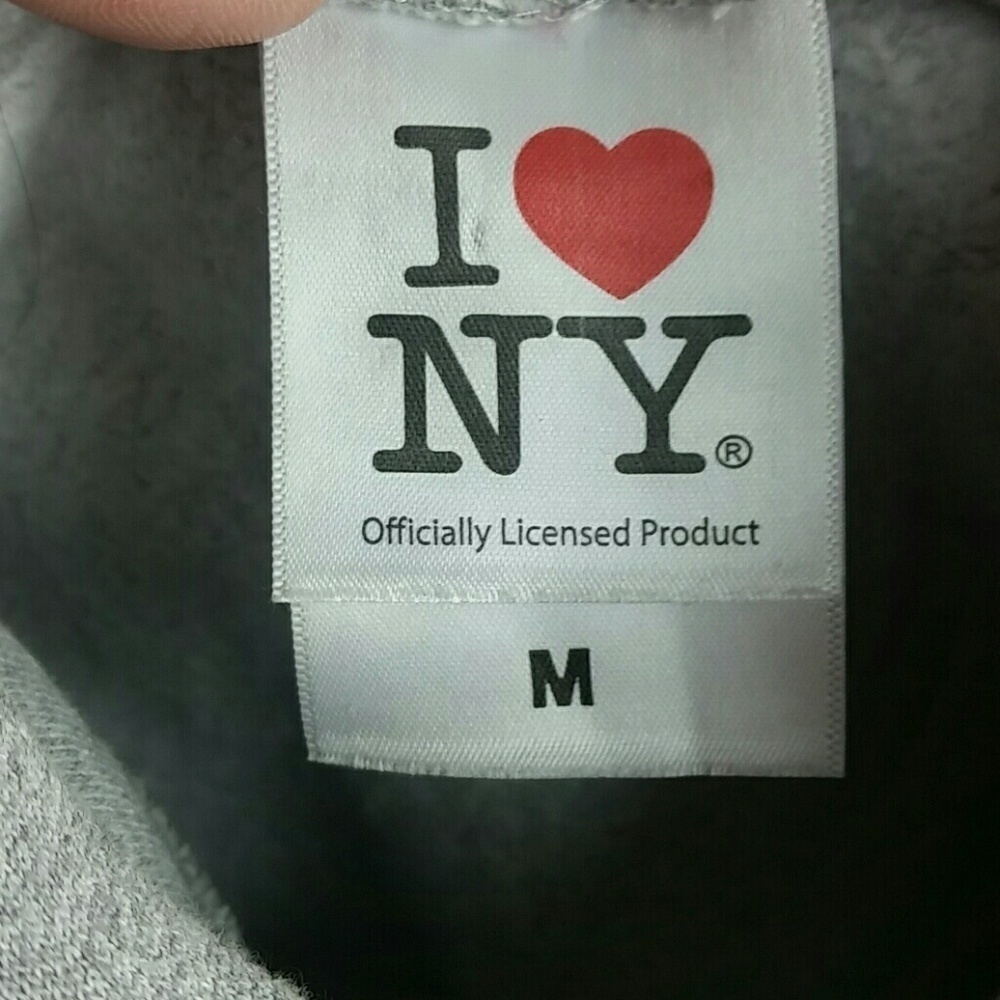 I ❤ NY®
Officially Licensed Product
M